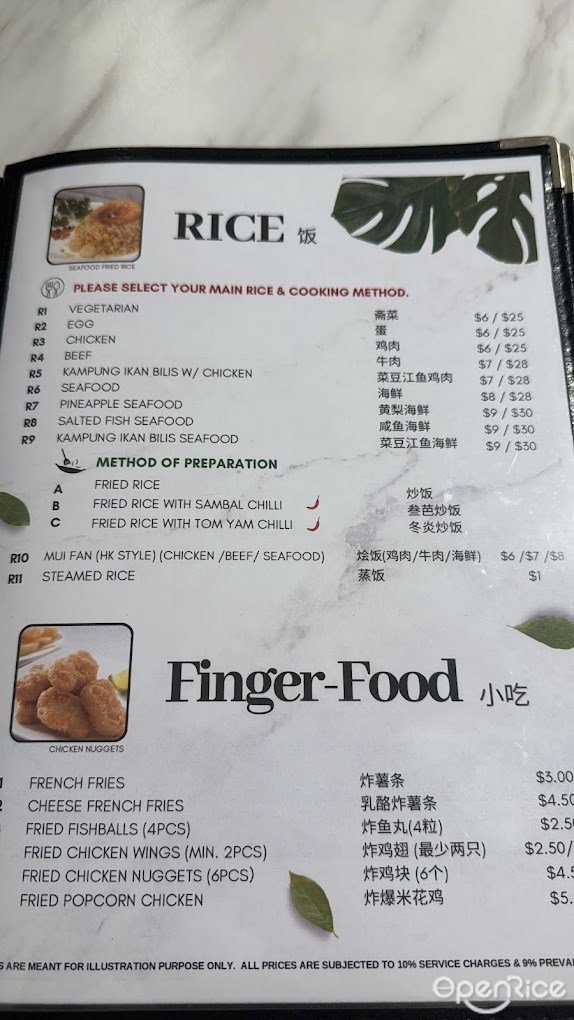 RICE 饭
SEAFOOD FRIED RICE
PLEASE SELECT YOUR MAIN RICE & COOKING METHOD.
R1 VEGETARIAN 斋菜 $6 / $25
R2 EGG 蛋 $6 / $25
R3 CHICKEN 鸡肉 $6 / $25
R4 BEEF 牛肉 $7 / $28
R5 KAMPUNG IKAN BILIS W/ CHICKEN 菜豆江鱼鸡肉 $7 / $28
R6 SEAFOOD 海鲜 $8 / $28
R7 PINEAPPLE SEAFOOD 黄梨海鲜 $9 / $30
R8 SALTED FISH SEAFOOD 咸鱼海鲜 $9 / $30
R9 KAMPUNG IKAN BILIS SEAFOOD 菜豆江鱼海鲜 $9 / $30
METHOD OF PREPARATION
A FRIED RICE 炒饭
B FRIED RICE WITH SAMBAL CHILLI 叁芭炒饭
C FRIED RICE WITH TOM YAM CHILLI 冬炎炒饭
R10 MUI FAN (HK STYLE) (CHICKEN /BEEF/ SEAFOOD) 烩饭(鸡肉/牛肉/海鲜) $6 /$7 /$8
R11 STEAMED RICE 蒸饭 $1
Finger-Food 小吃
CHICKEN NUGGETS
1 FRENCH FRIES 炸薯条 $3.00
2 CHEESE FRENCH FRIES 乳酪炸薯条 $4.50
FRIED FISHBALLS (4PCS) 炸鱼丸(4粒) $2.5
FRIED CHICKEN WINGS (MIN. 2PCS) 炸鸡翅 (最少两只) $2.50/
FRIED CHICKEN NUGGETS (6PCS) 炸鸡块 (6个) $4.5
FRIED POPCORN CHICKEN 炸爆米花鸡 $5.
S ARE MEANT FOR ILLUSTRATION PURPOSE ONLY. ALL PRICES ARE SUBJECTED TO 10% SERVICE CHARGES & 9% PREVA
OpenRice